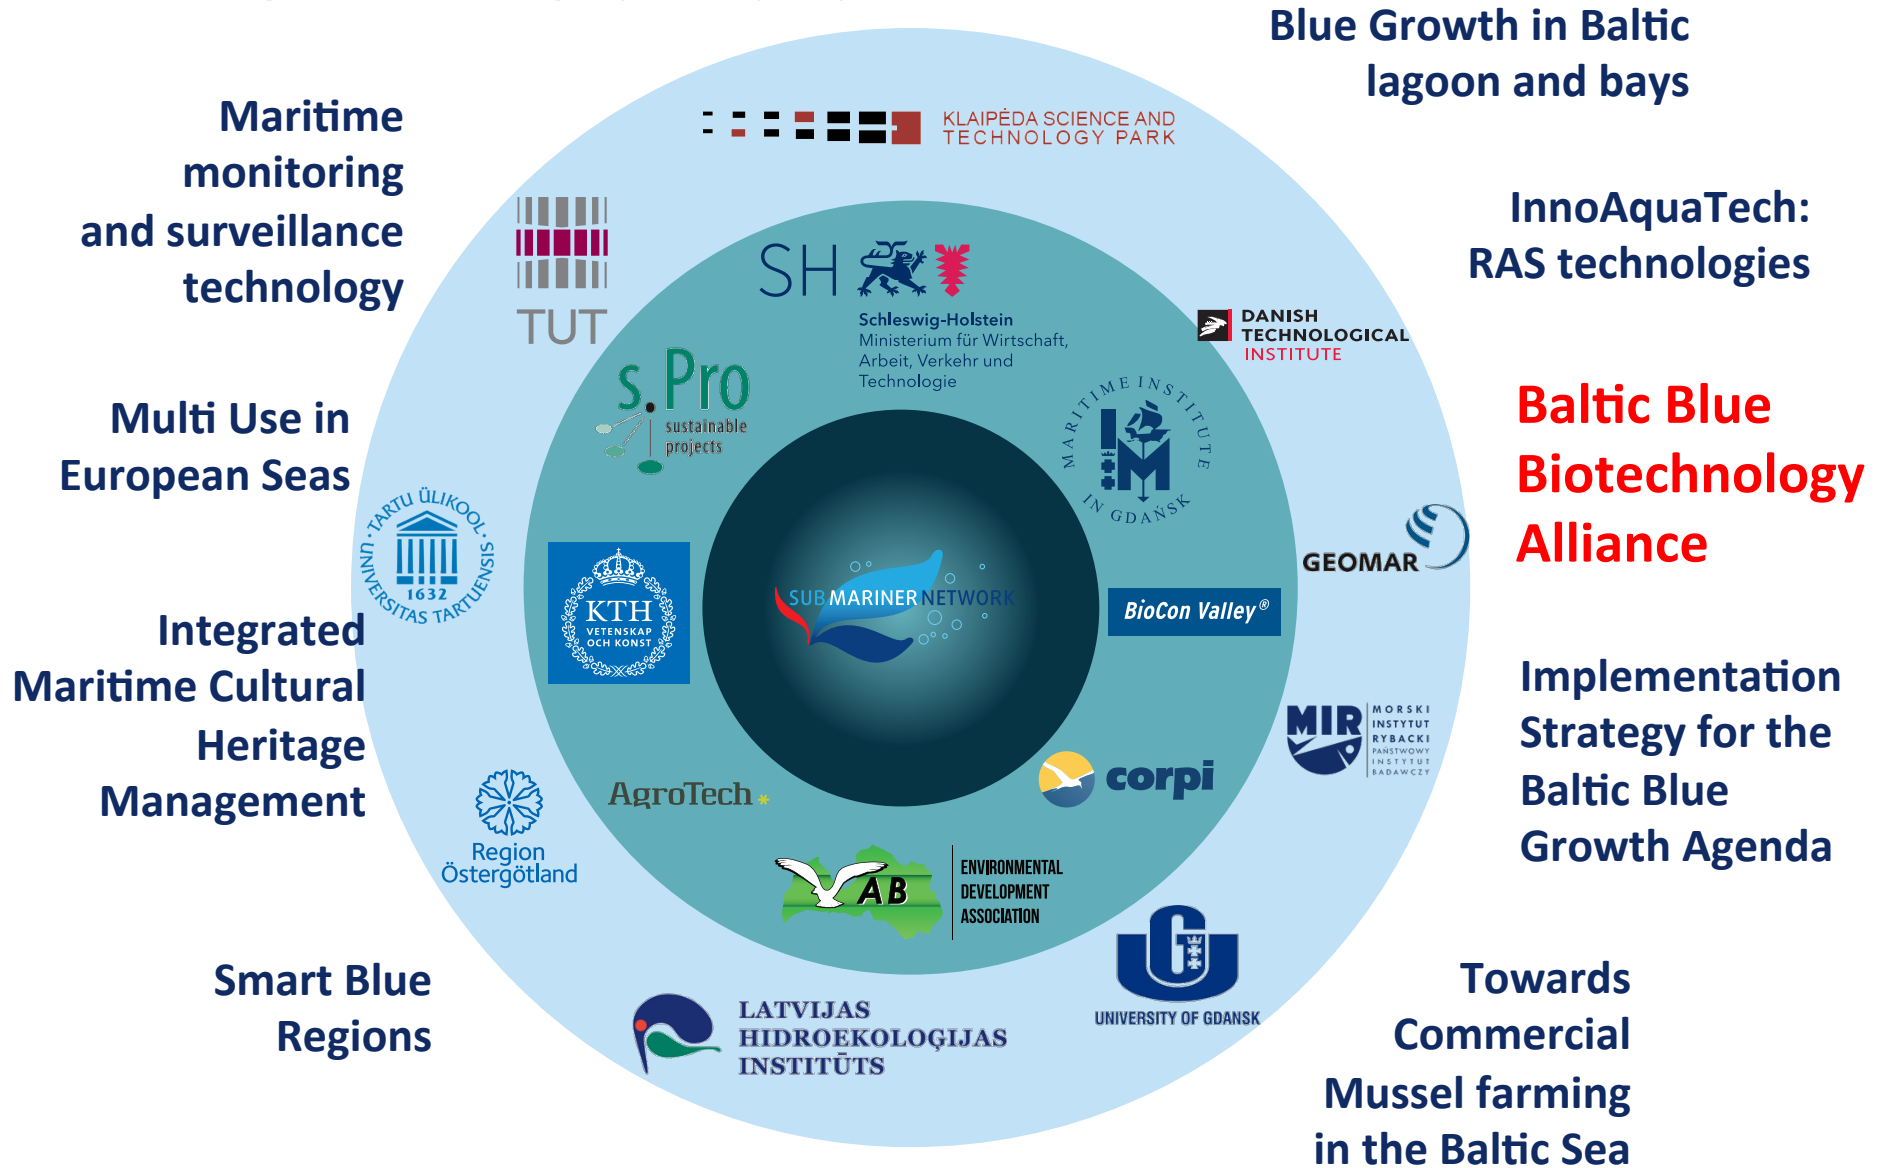 Blue Growth in Baltic
lagoon and bays
Maritime
monitoring
and surveillance
technology
KLAIPĖDA SCIENCE AND
TECHNOLOGY PARK
InnoAquaTech:
RAS technologies
TUT
SH
Schleswig-Holstein
Ministerium für Wirtschaft,
Arbeit, Verkehr und
Technologie
DANISH
TECHNOLOGICAL
INSTITUTE
s.Pro
sustainable
projects
MARITIME INSTITUTE
IN GDAŃSK
Baltic Blue
Biotechnology
Alliance
Multi Use in
European Seas
TARTU ÜLIKOOL
UNIVERSITAS TARTUENSIS
1632
GEOMAR
KTH
VETENSKAP
OCH KONST
SUBMARINER NETWORK
BioCon Valley®
Integrated
Maritime Cultural
Heritage
Management
Implementation
Strategy for the
Baltic Blue
Growth Agenda
MIR
MORSKI
INSTYTUT
RYBACKI
PAŃSTWOWY
INSTYTUT
BADAWCZY
AgroTech
corpi
Region
Östergötland
AB
ENVIRONMENTAL
DEVELOPMENT
ASSOCIATION
UNIVERSITY OF GDANSK
Smart Blue
Regions
LATVIJAS
HIDROEKOLOĢIJAS
INSTITŪTS
Towards
Commercial
Mussel farming
in the Baltic Sea